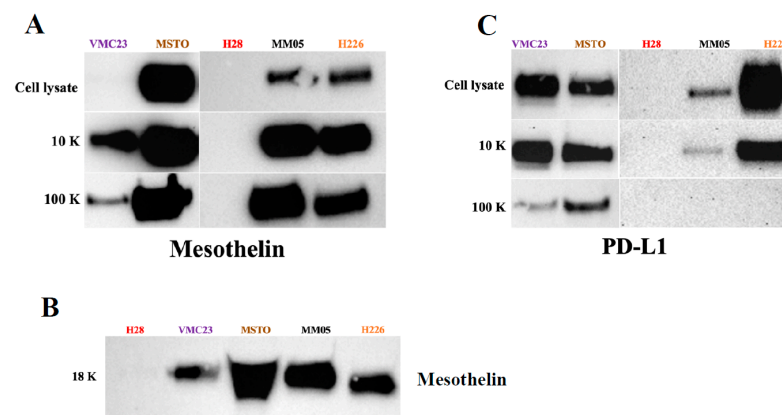 A
VMC23 MSTO H28 MM05 H226
Cell lysate
10 K
100 K
Mesothelin
C
VMC23 MSTO H28 MM05 H22
Cell lysate
10 K
100 K
PD-L1
B
H28 VMC23 MSTO MM05 H226
18 K
Mesothelin